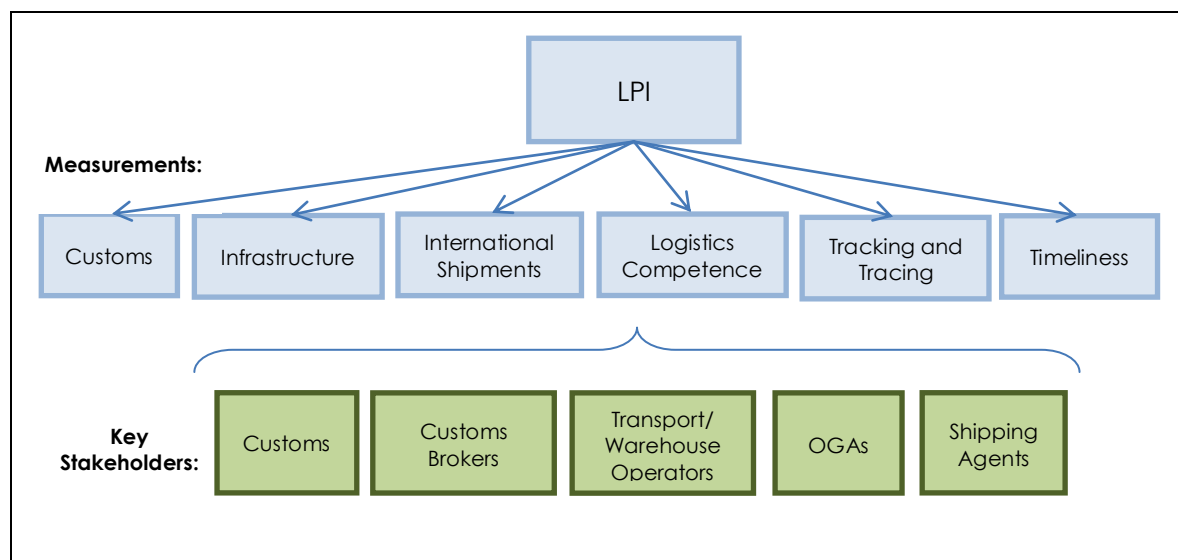 LPI
Measurements:
Customs
Infrastructure
International
Shipments
Logistics
Competence
Tracking and
Tracing
Timeliness
Key
Stakeholders:
Customs
Customs
Brokers
Transport/
Warehouse
Operators
OGAs
Shipping
Agents